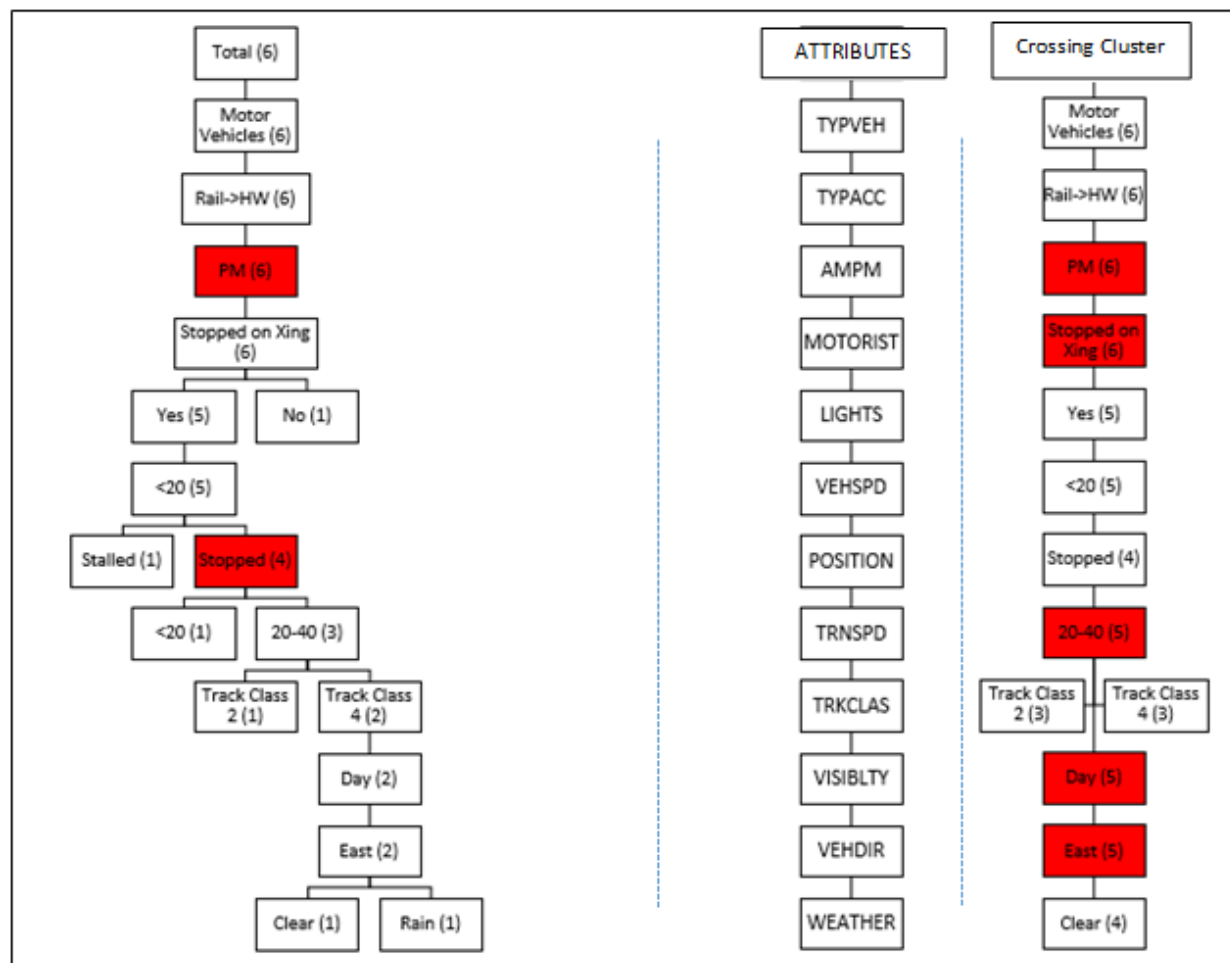 Total (6)
Motor
Vehicles (6)
Rail->HW (6)
PM (6)
Stopped on Xing
(6)
Yes (5)
No (1)
<20 (5)
Stalled (1)
Stopped (4)
<20 (1)
20-40 (3)
Track Class
2 (1)
Track Class
4 (2)
Day (2)
East (2)
Clear (1)
Rain (1)
ATTRIBUTES
TYPVEH
TYPACC
AMPM
MOTORIST
LIGHTS
VEHSPD
POSITION
TRNSPD
TRKCLAS
VISIBLTY
VEHDIR
WEATHER
Crossing Cluster
Motor
Vehicles (6)
Rail->HW (6)
PM (6)
Stopped on
Xing (6)
Yes (5)
<20 (5)
Stopped (4)
20-40 (5)
Track Class
2 (3)
Track Class
4 (3)
Day (5)
East (5)
Clear (4)